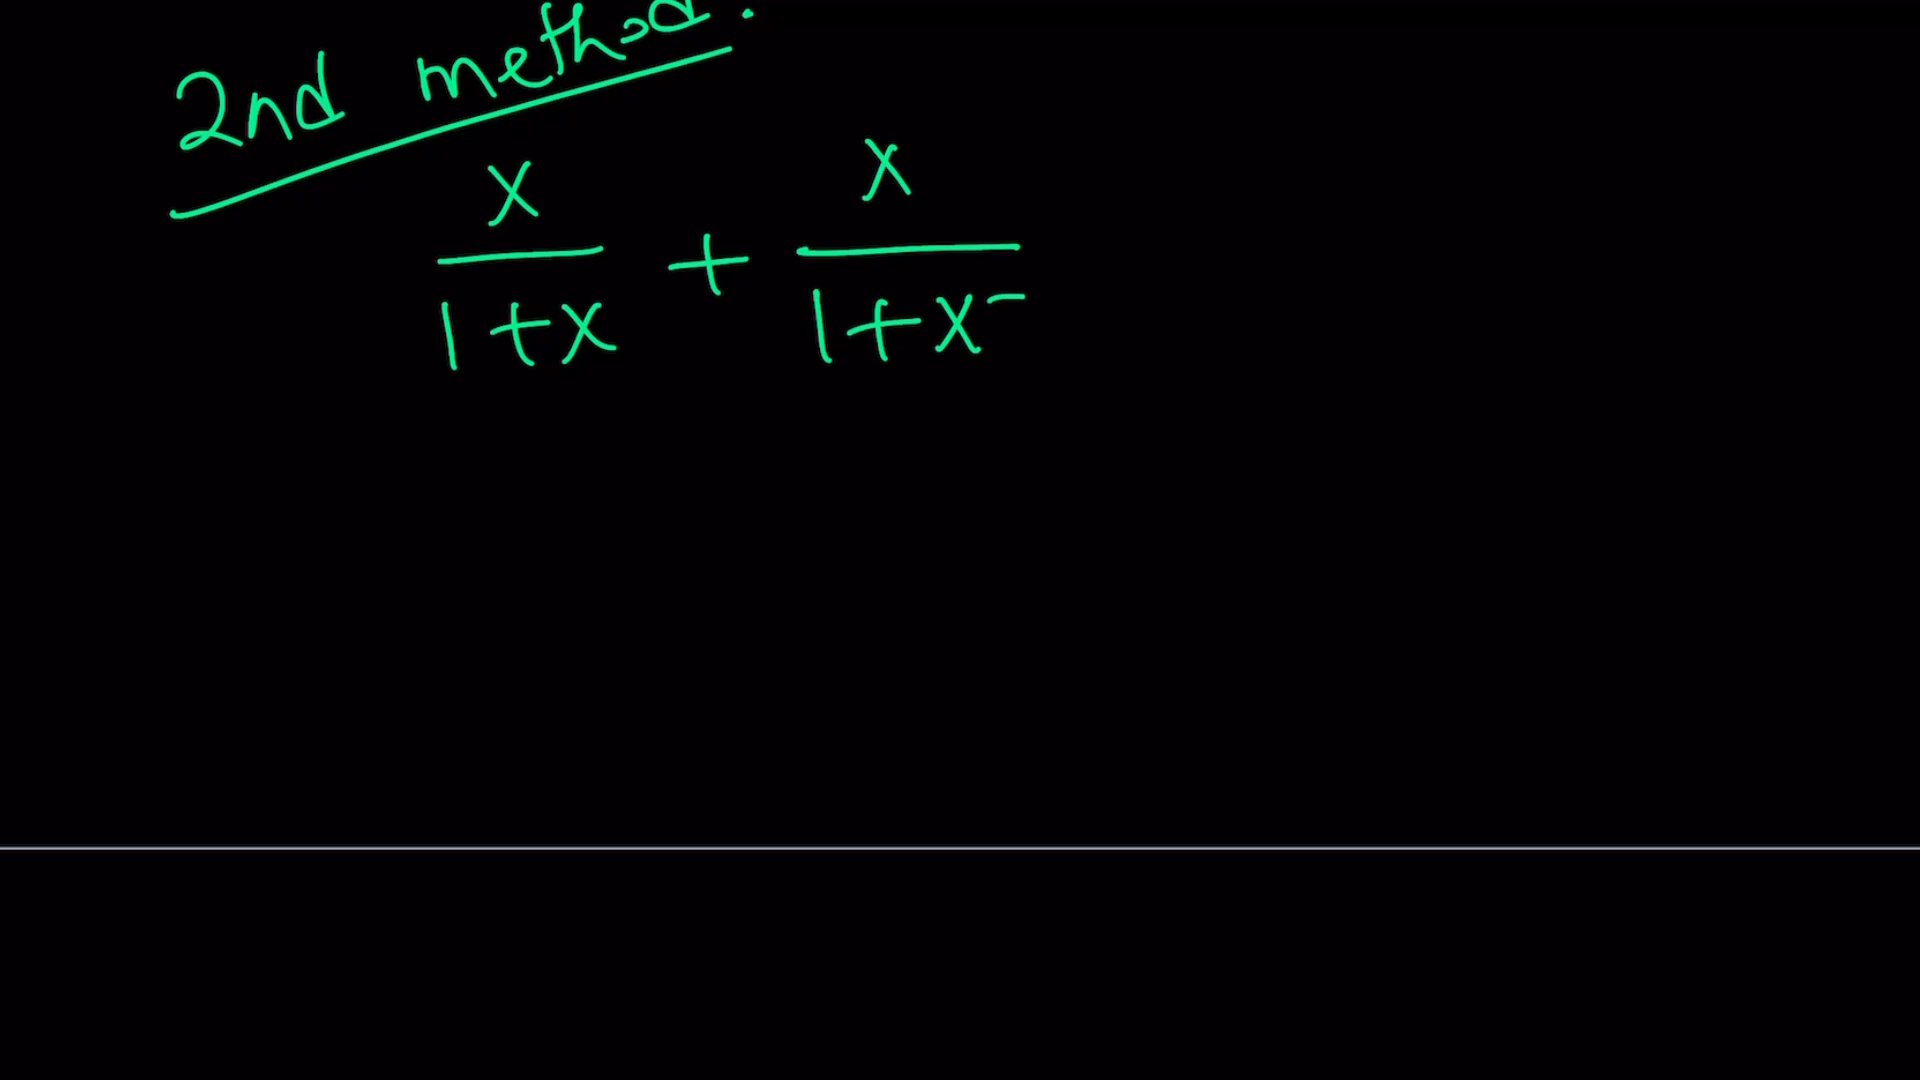 2nd method:
x/(1+x) + x/(1+x⁻